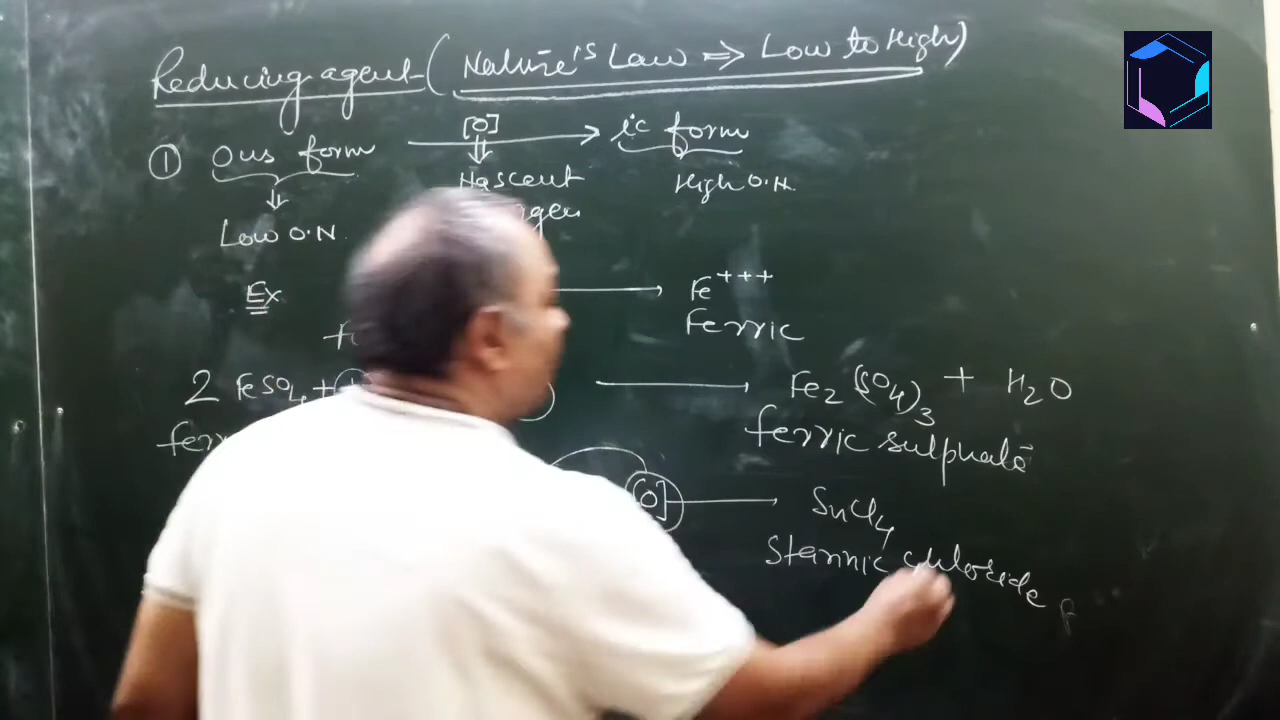 Reducing agent (Nature's Law ⇒ Low to High)
① Ous form [O] → ic form
⇓ ⇓
Low O.N. Nascent High O.N.
Ex → Fe+++
Ferric
2 FeSO4 + → Fe2(SO4)3 + H2O
ferric sulphate
[O] → SnCl4
Stannic chloride